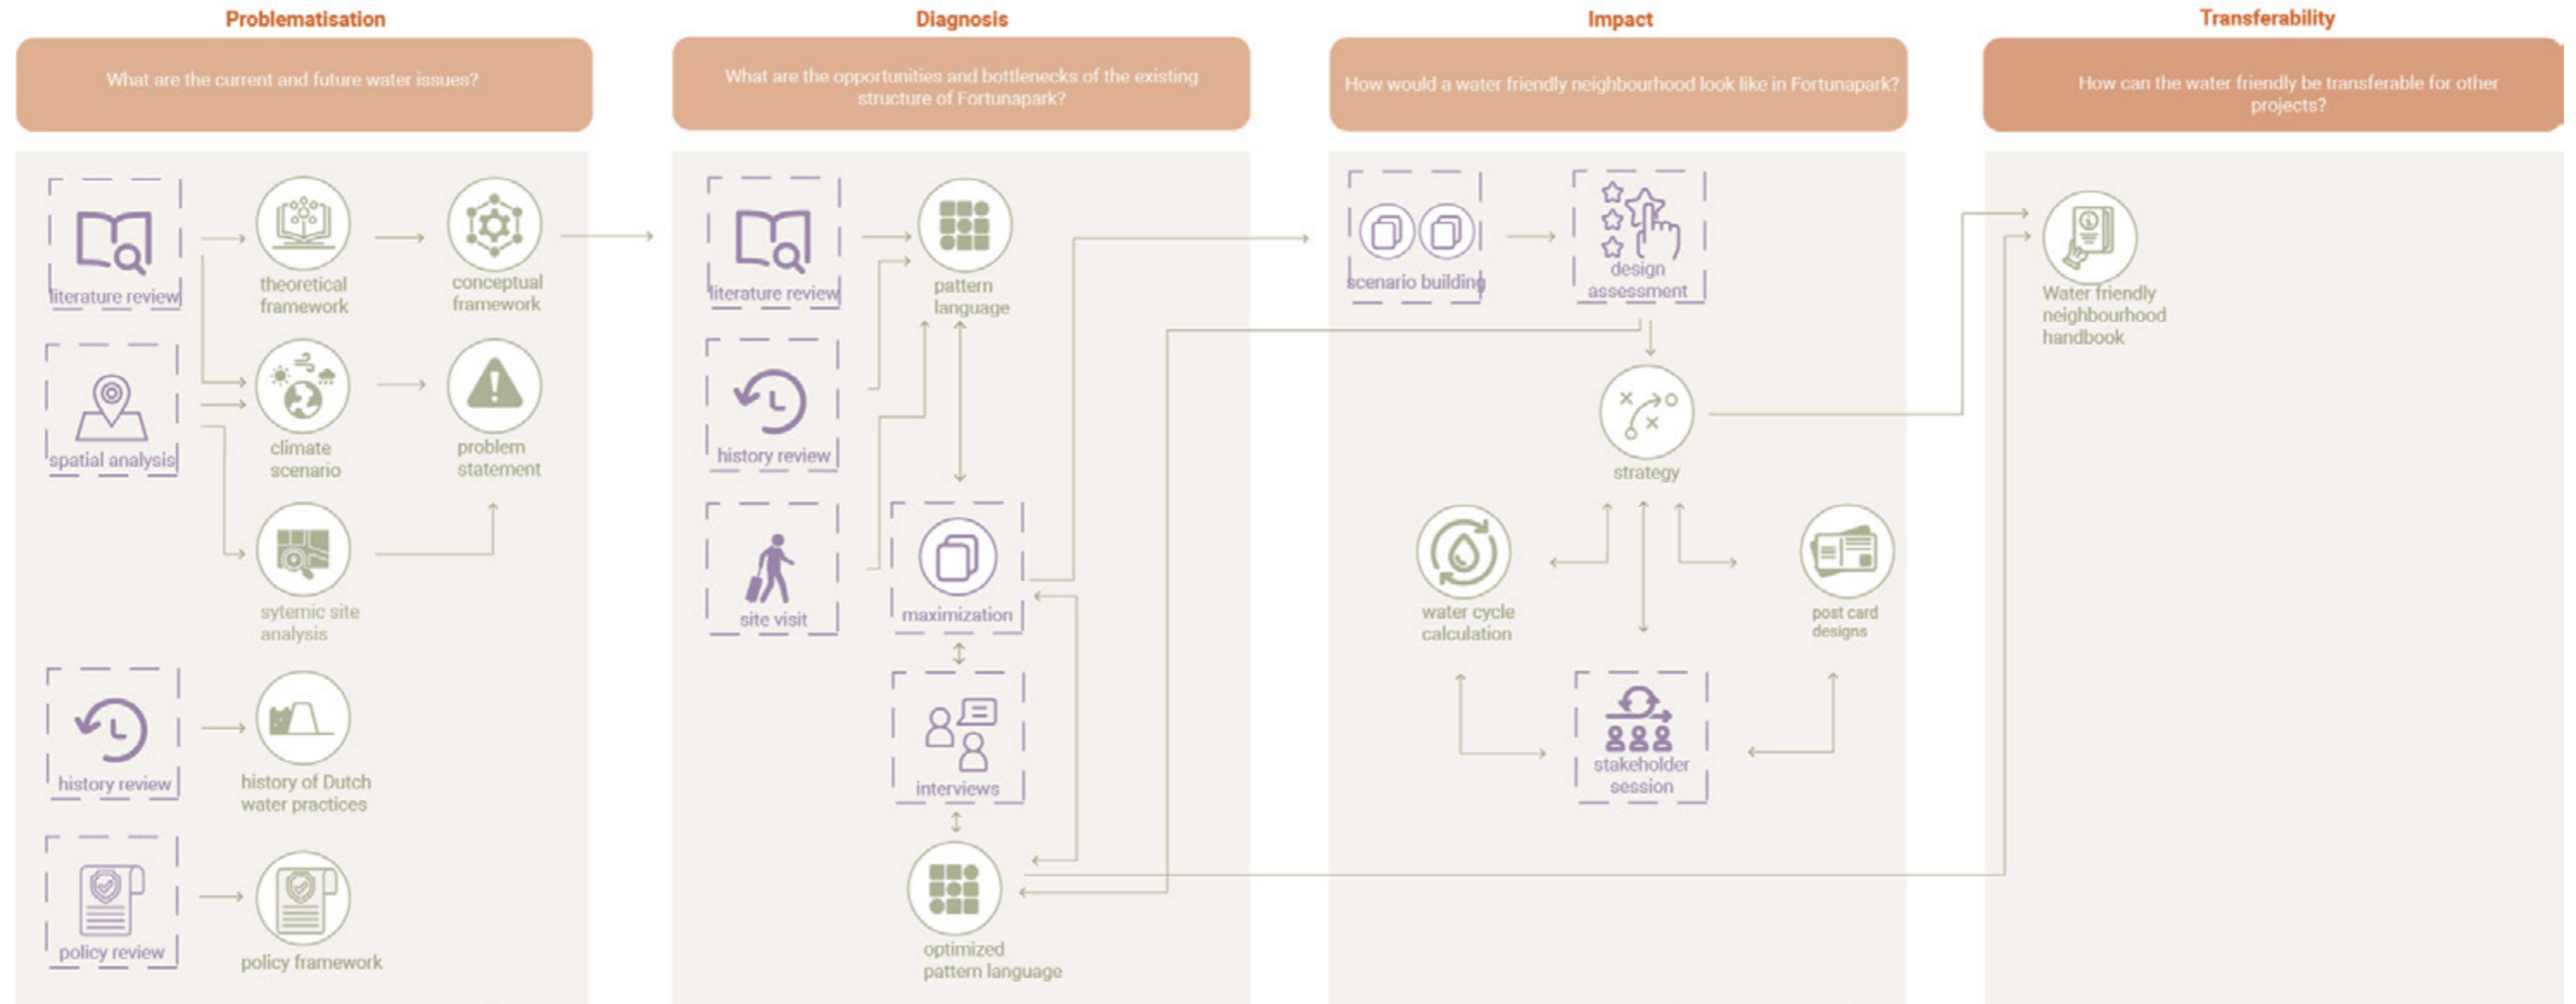 Problematisation
What are the current and future water issues?
literature review
theoretical
framework
conceptual
framework
spatial analysis
climate
scenario
problem
statement
sytemic site
analysis
history review
history of Dutch
water practices
policy review
policy framework
Diagnosis
What are the opportunities and bottlenecks of the existing
structure of Fortunapark?
literature review
pattern
language
history review
site visit
maximization
interviews
optimized
pattern language
Impact
How would a water friendly neighbourhood look like in Fortunapark?
scenario building
design
assessment
strategy
water cycle
calculation
post card
designs
stakeholder
session
Transferability
How can the water friendly be transferable for other
projects?
Water friendly
neighbourhood
handbook